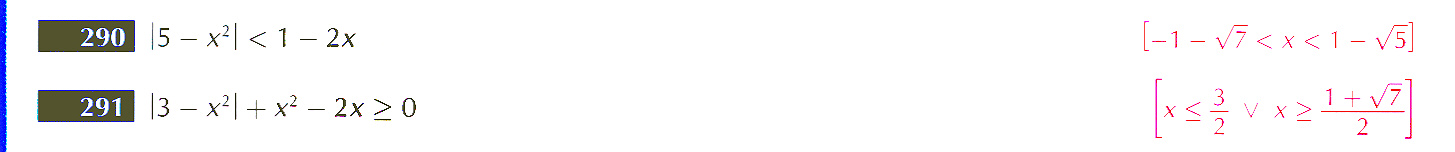 290 |5 − x²| < 1 − 2x [−1 − √7 < x < 1 − √5]
291 |3 − x²| + x² − 2x ≥ 0 [x ≤ 3/2 ∨ x ≥ (1 + √7)/2]